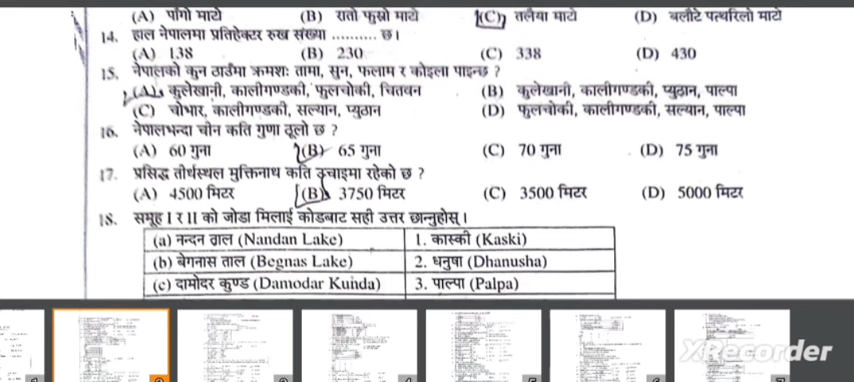 (A) पाँगो माटो (B) रातो फुस्रो माटो (C) तलैया माटो (D) बलौटे पत्थरिलो माटो
14. हाल नेपालमा प्रतिहेक्टर रुख संख्या .......... छ।
(A) 138 (B) 230 (C) 338 (D) 430
15. नेपालको कुन ठाउँमा क्रमशः तामा, सुन, फलाम र कोइला पाइन्छ ?
(A) कुलेखानी, कालीगण्डकी, फुलचोकी, चितवन (B) कुलेखानी, कालीगण्डकी, प्युठान, पाल्पा
(C) चोभार, कालीगण्डकी, सल्यान, प्युठान (D) फुलचोकी, कालीगण्डकी, सल्यान, पाल्पा
16. नेपालभन्दा चीन कति गुणा ठूलो छ ?
(A) 60 गुना (B) 65 गुना (C) 70 गुना (D) 75 गुना
17. प्रसिद्ध तीर्थस्थल मुक्तिनाथ कति उचाइमा रहेको छ ?
(A) 4500 मिटर (B) 3750 मिटर (C) 3500 मिटर (D) 5000 मिटर
18. समूह I र II को जोडा मिलाई कोडबाट सही उत्तर छान्नुहोस् ।
(a) नन्दन ताल (Nandan Lake) 1. कास्की (Kaski)
(b) बेगनास ताल (Begnas Lake) 2. धनुषा (Dhanusha)
(c) दामोदर कुण्ड (Damodar Kunda) 3. पाल्पा (Palpa)
XRecorder